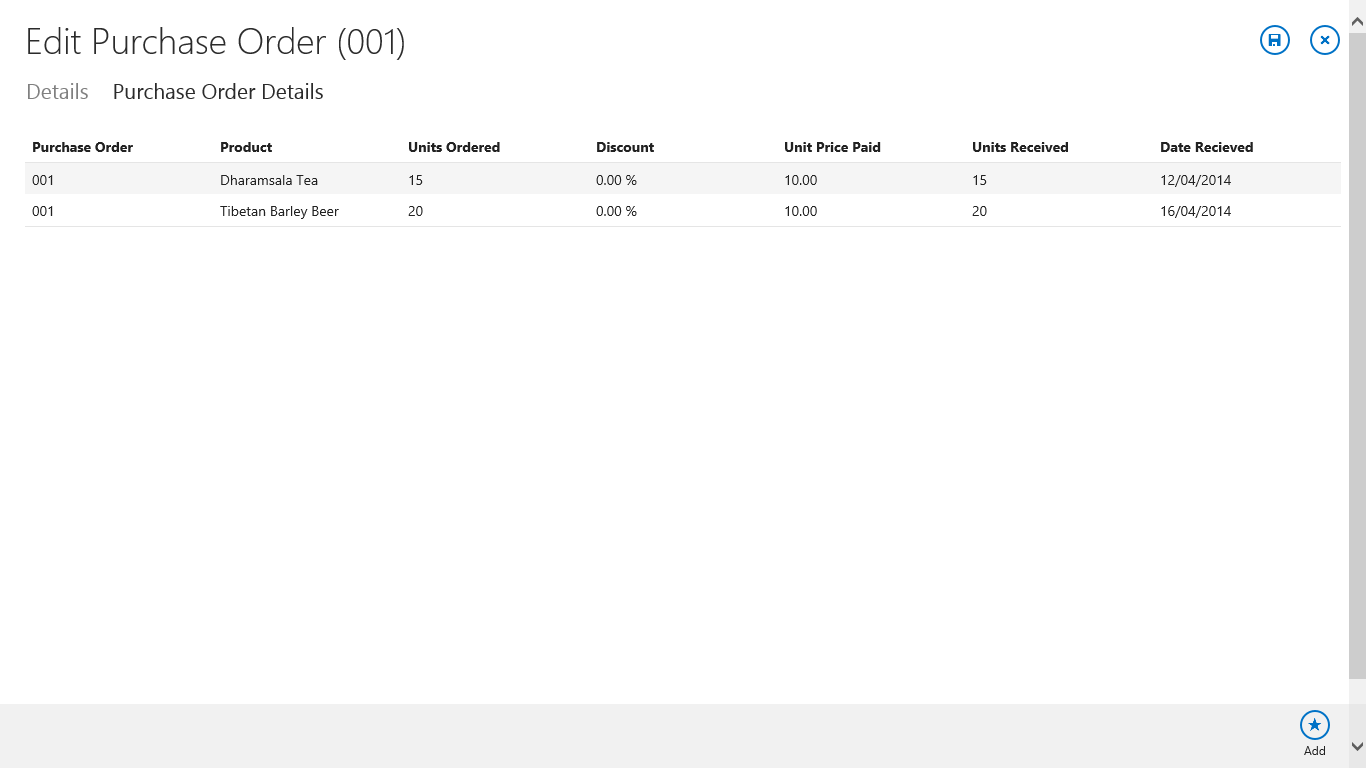 Edit Purchase Order (001)
Details Purchase Order Details
Purchase Order Product Units Ordered Discount Unit Price Paid Units Received Date Recieved
001 Dharamsala Tea 15 0.00 % 10.00 15 12/04/2014
001 Tibetan Barley Beer 20 0.00 % 10.00 20 16/04/2014
Add